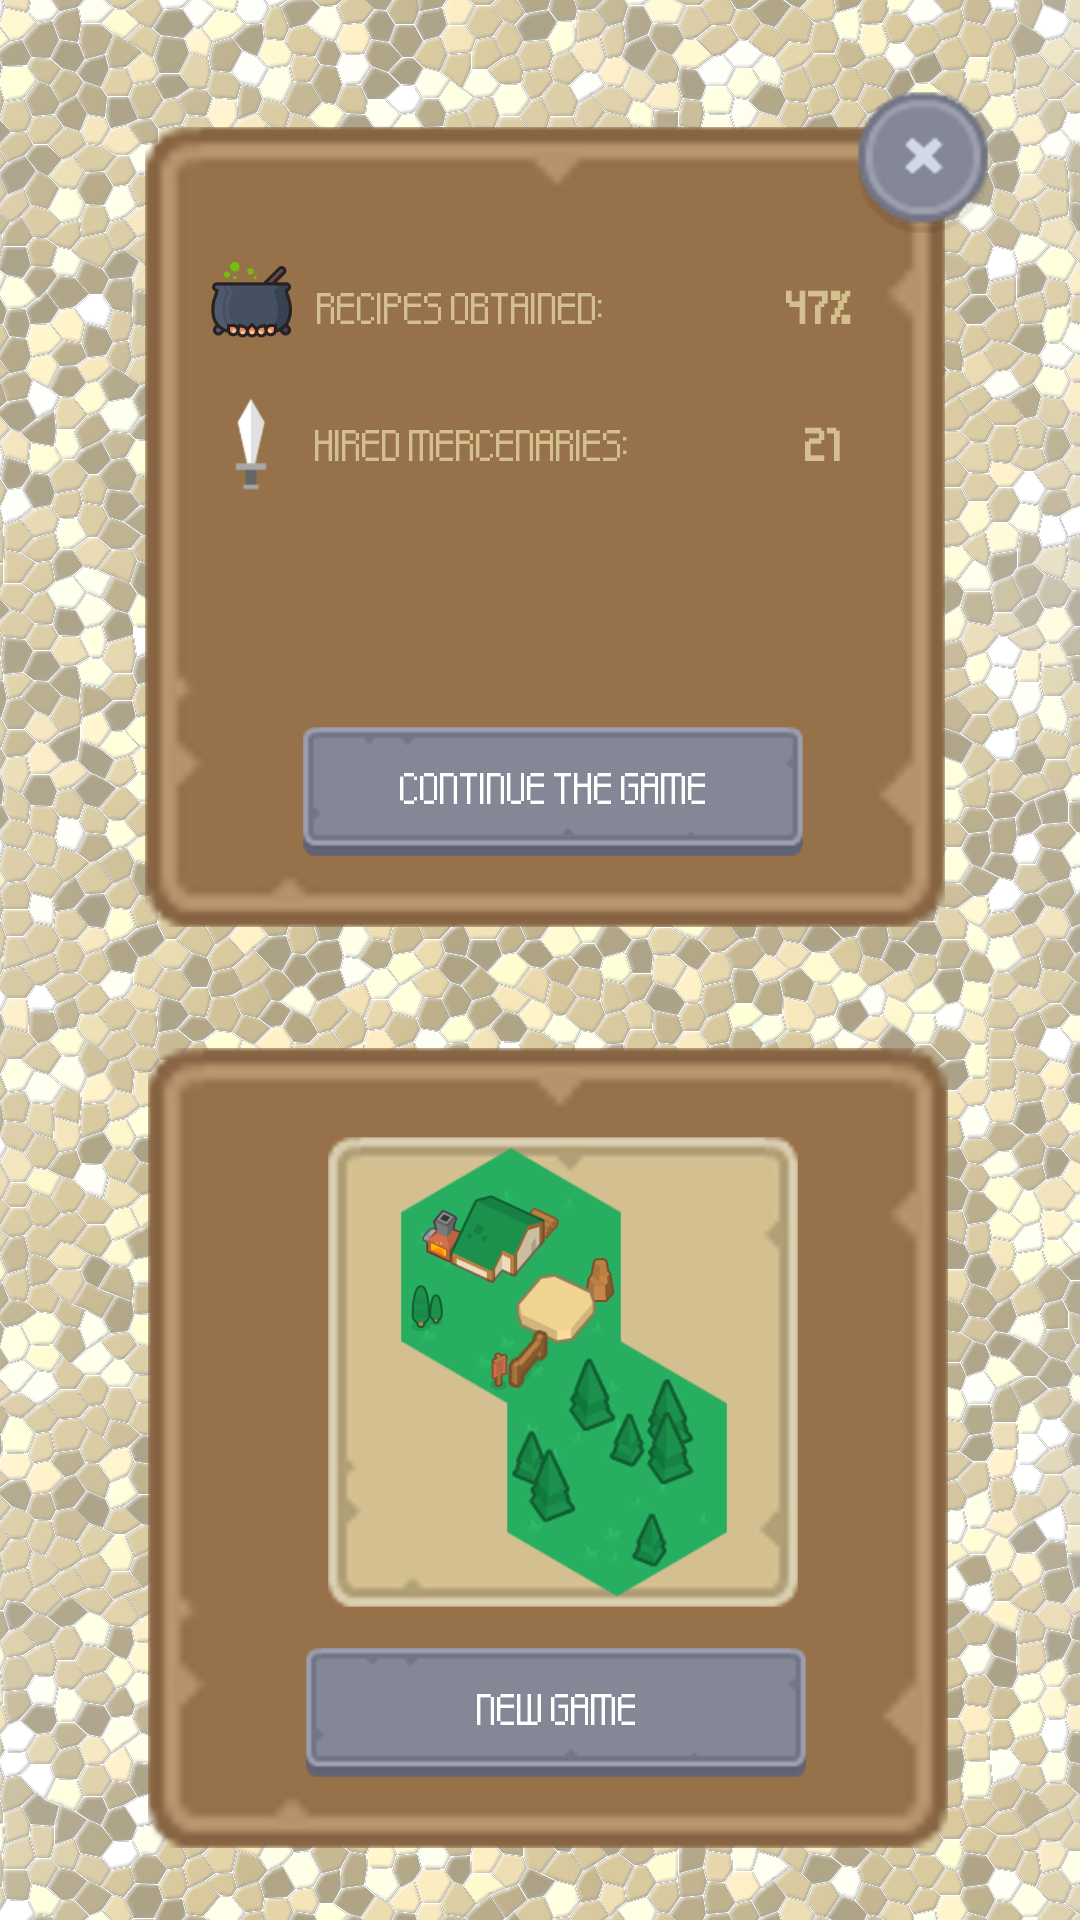 RECIPES OBTAINED: 47%
HIRED MERCENARIES: 21
CONTINUE THE GAME
NEW GAME